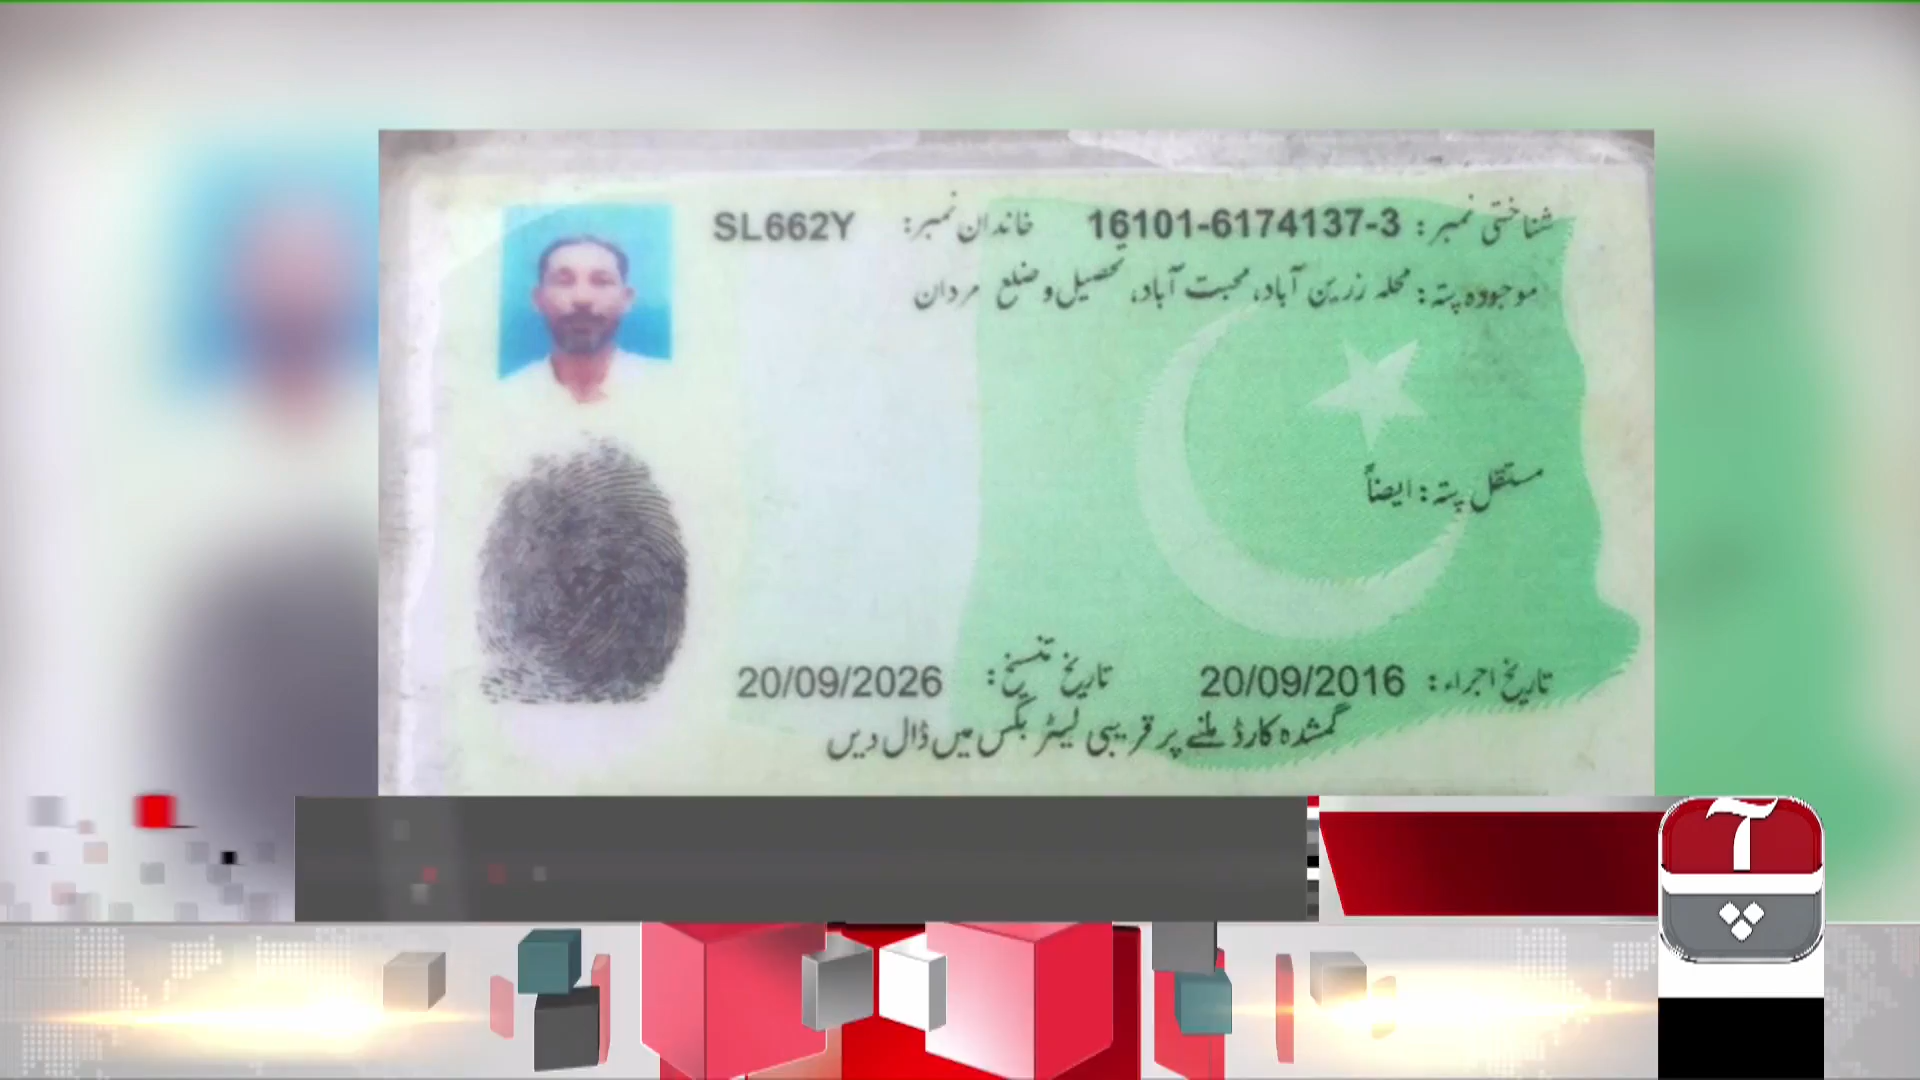 شناختی نمبر: 16101-6174137-3 خاندان نمبر: SL662Y
موجودہ پتہ: محلہ زرین آباد، محبت آباد، تحصیل و ضلع مردان
مستقل پتہ: ایضاً
تاریخ اجراء: 20/09/2016 تاریخ تنسیخ: 20/09/2026
گمشدہ کارڈ ملنے پر قریبی لیٹر بکس میں ڈال دیں
آپ